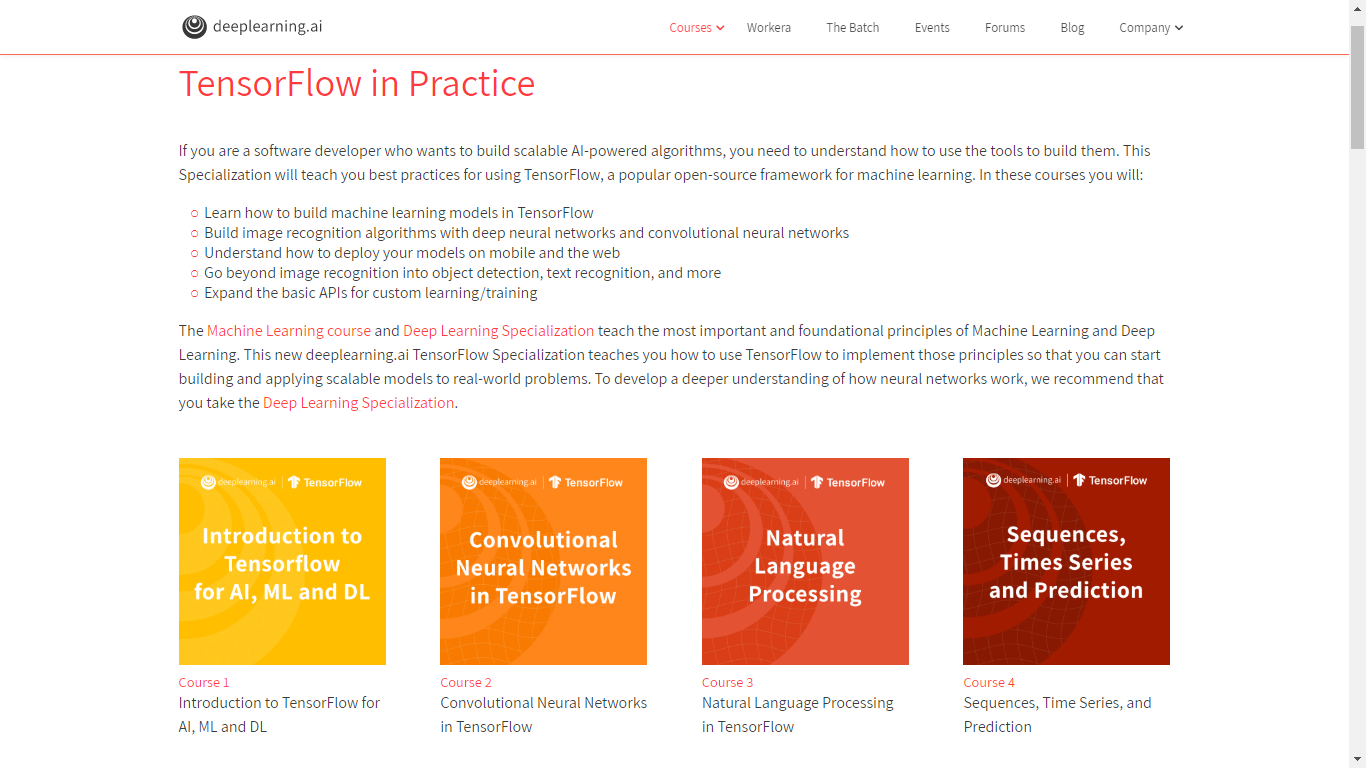 deeplearning.ai
Courses Workera The Batch Events Forums Blog Company
TensorFlow in Practice
If you are a software developer who wants to build scalable AI-powered algorithms, you need to understand how to use the tools to build them. This
Specialization will teach you best practices for using TensorFlow, a popular open-source framework for machine learning. In these courses you will:
○ Learn how to build machine learning models in TensorFlow
○ Build image recognition algorithms with deep neural networks and convolutional neural networks
○ Understand how to deploy your models on mobile and the web
○ Go beyond image recognition into object detection, text recognition, and more
○ Expand the basic APIs for custom learning/training
The Machine Learning course and Deep Learning Specialization teach the most important and foundational principles of Machine Learning and Deep
Learning. This new deeplearning.ai TensorFlow Specialization teaches you how to use TensorFlow to implement those principles so that you can start
building and applying scalable models to real-world problems. To develop a deeper understanding of how neural networks work, we recommend that
you take the Deep Learning Specialization.
deeplearning.ai | TensorFlow
Introduction to
Tensorflow
for AI, ML and DL
Course 1
Introduction to TensorFlow for
AI, ML and DL
deeplearning.ai | TensorFlow
Convolutional
Neural Networks
in TensorFlow
Course 2
Convolutional Neural Networks
in TensorFlow
deeplearning.ai | TensorFlow
Natural
Language
Processing
Course 3
Natural Language Processing
in TensorFlow
deeplearning.ai | TensorFlow
Sequences,
Times Series
and Prediction
Course 4
Sequences, Time Series, and
Prediction